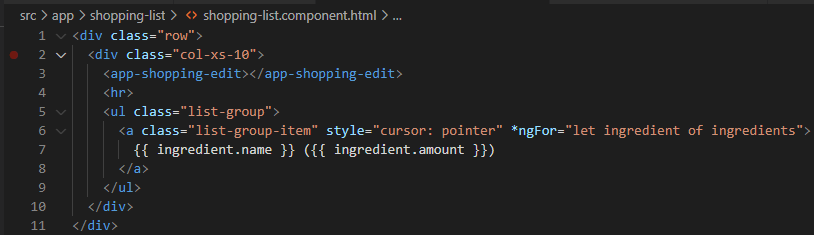 src > app > shopping-list > <> shopping-list.component.html > ...
1 <div class="row">
2 <div class="col-xs-10">
3 <app-shopping-edit></app-shopping-edit>
4 <hr>
5 <ul class="list-group">
6 <a class="list-group-item" style="cursor: pointer" *ngFor="let ingredient of ingredients">
7 {{ ingredient.name }} ({{ ingredient.amount }})
8 </a>
9 </ul>
10 </div>
11 </div>